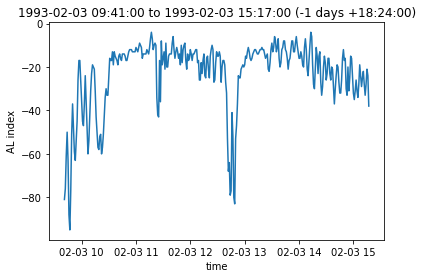 1993-02-03 09:41:00 to 1993-02-03 15:17:00 (-1 days +18:24:00)
0
−20
−40
−60
−80
AL index
02-03 10 02-03 11 02-03 12 02-03 13 02-03 14 02-03 15
time